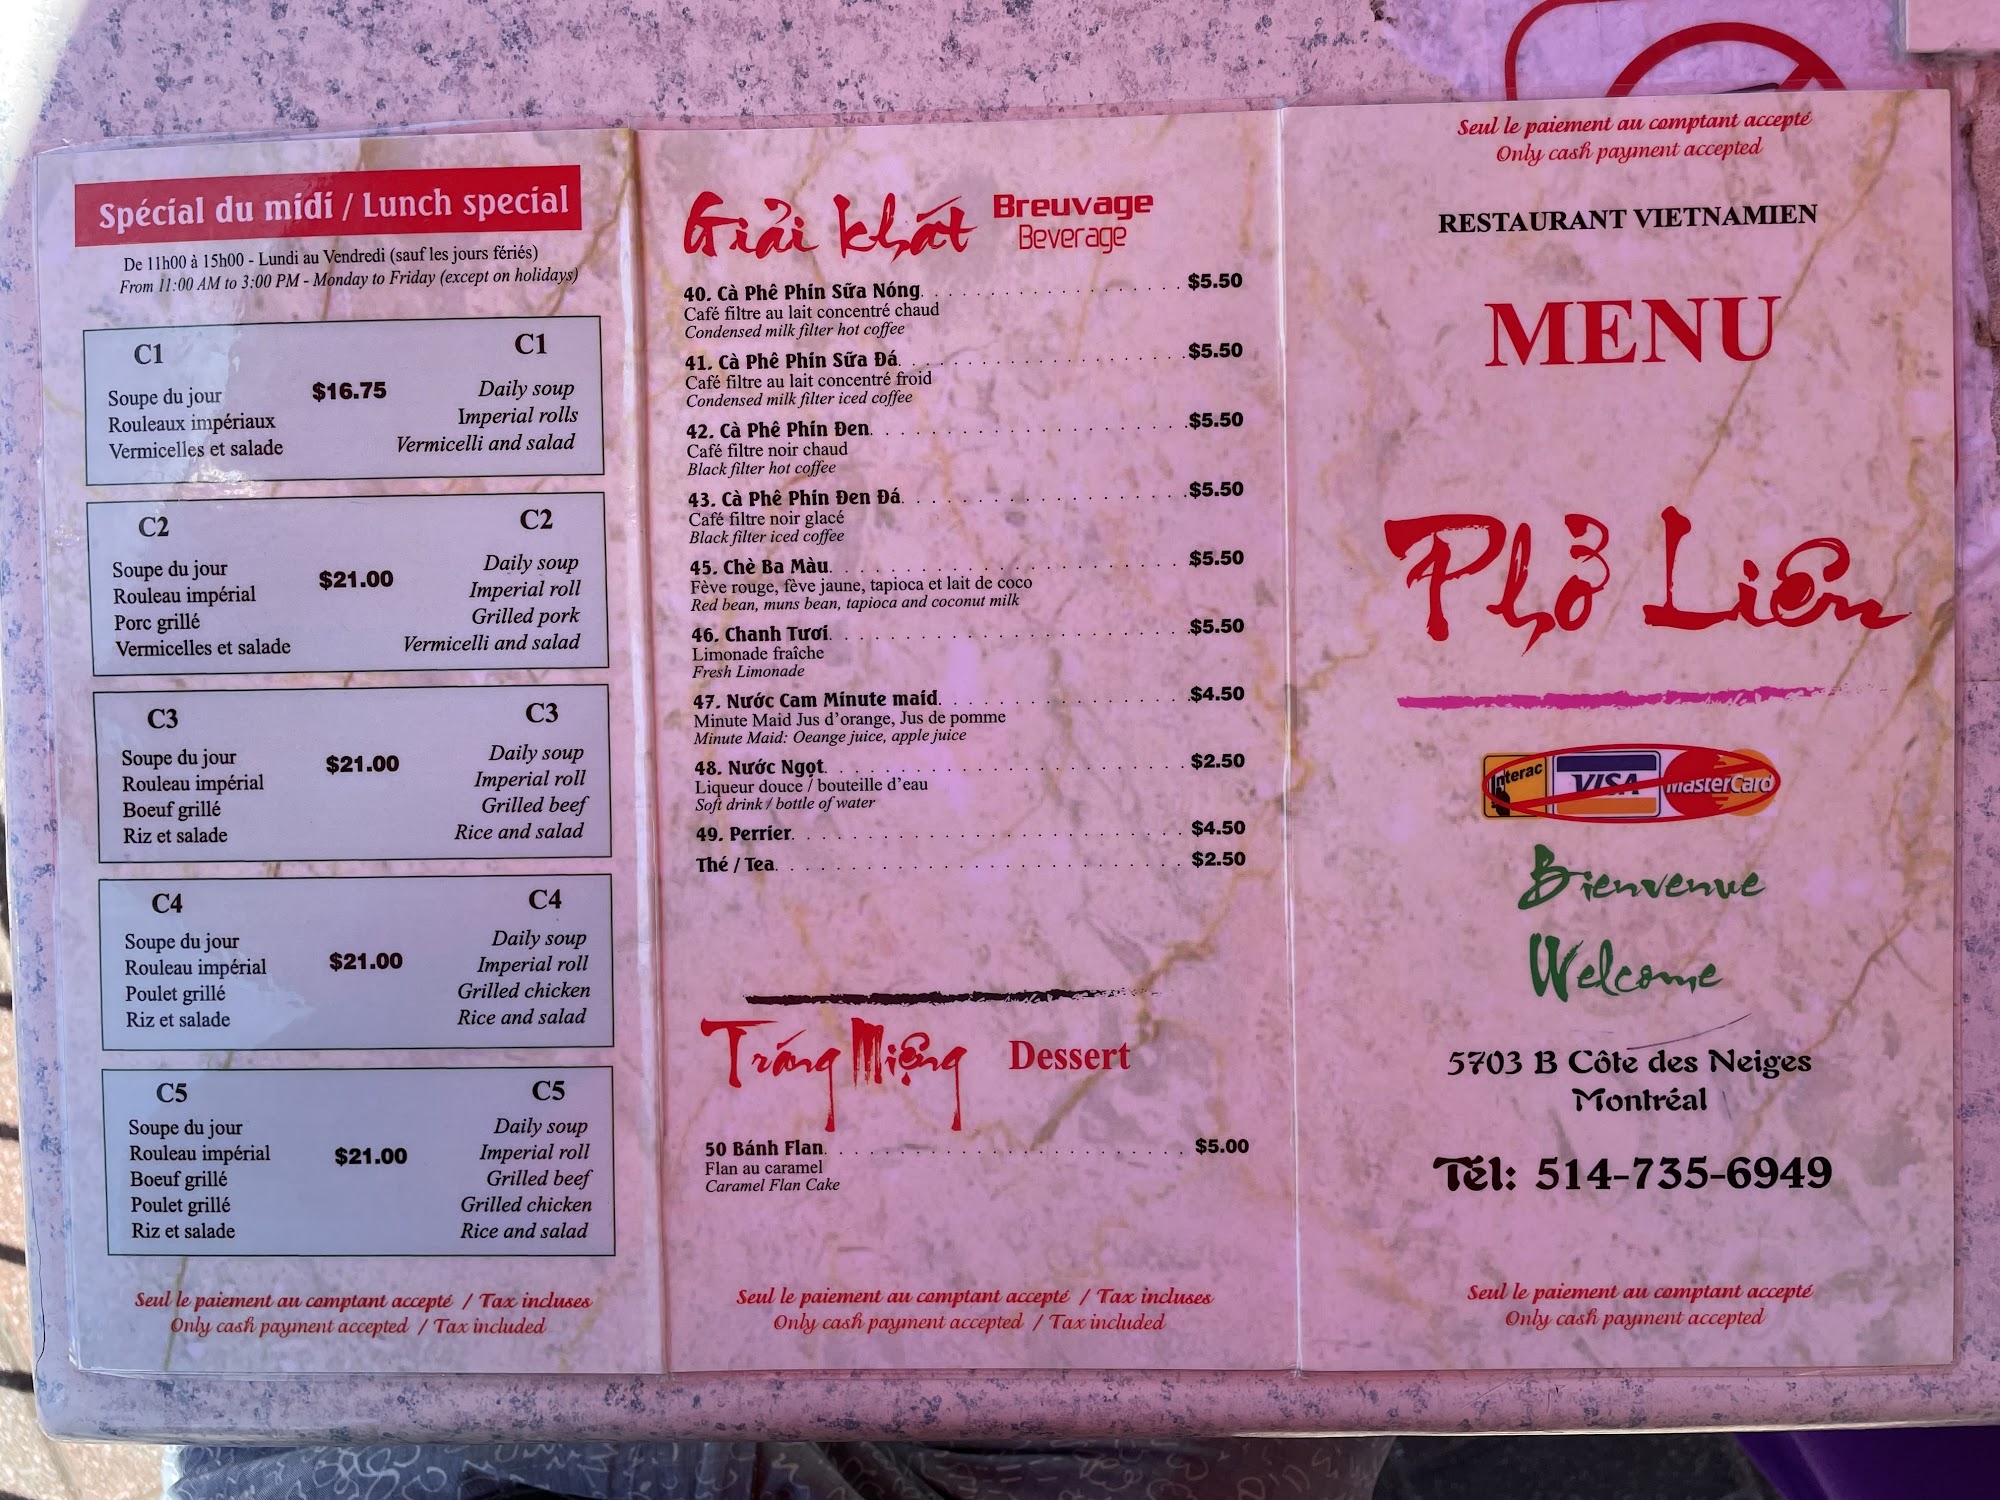 Spécial du midi / Lunch special
De 11h00 à 15h00 - Lundi au Vendredi (sauf les jours fériés)
From 11:00 AM to 3:00 PM - Monday to Friday (except on holidays)
C1
C1
Soupe du jour
Rouleaux impériaux
Vermicelles et salade
$16.75
Daily soup
Imperial rolls
Vermicelli and salad
C2
C2
Soupe du jour
Rouleau impérial
Porc grillé
Vermicelles et salade
$21.00
Daily soup
Imperial roll
Grilled pork
Vermicelli and salad
C3
C3
Soupe du jour
Rouleau impérial
Boeuf grillé
Riz et salade
$21.00
Daily soup
Imperial roll
Grilled beef
Rice and salad
C4
C4
Soupe du jour
Rouleau impérial
Poulet grillé
Riz et salade
$21.00
Daily soup
Imperial roll
Grilled chicken
Rice and salad
C5
C5
Soupe du jour
Rouleau impérial
Boeuf grillé
Poulet grillé
Riz et salade
$21.00
Daily soup
Imperial roll
Grilled beef
Grilled chicken
Rice and salad
Seul le paiement au comptant accepté / Tax incluses
Only cash payment accepted / Tax included
Giải Khát
Breuvage
Beverage
40. Cà Phê Phin Sữa Nóng. . . . . . . . . . . . . . . . . . $5.50
Café filtre au lait concentré chaud
Condensed milk filter hot coffee
41. Cà Phê Phin Sữa Đá. . . . . . . . . . . . . . . . . . . $5.50
Café filtre au lait concentré froid
Condensed milk filter iced coffee
42. Cà Phê Phin Đen. . . . . . . . . . . . . . . . . . . . . $5.50
Café filtre noir chaud
Black filter hot coffee
43. Cà Phê Phin Đen Đá. . . . . . . . . . . . . . . . . . . $5.50
Café filtre noir glacé
Black filter iced coffee
45. Chè Ba Màu. . . . . . . . . . . . . . . . . . . . . . . $5.50
Fève rouge, fève jaune, tapioca et lait de coco
Red bean, muns bean, tapioca and coconut milk
46. Chanh Tươi. . . . . . . . . . . . . . . . . . . . . . . $5.50
Limonade fraîche
Fresh Limonade
47. Nước Cam Minute maid. . . . . . . . . . . . . . . . . $4.50
Minute Maid Jus d'orange, Jus de pomme
Minute Maid: Oeange juice, apple juice
48. Nước Ngọt. . . . . . . . . . . . . . . . . . . . . . . $2.50
Liqueur douce / bouteille d'eau
Soft drink / bottle of water
49. Perrier. . . . . . . . . . . . . . . . . . . . . . . . . $4.50
Thé / Tea. . . . . . . . . . . . . . . . . . . . . . . . . . $2.50
Tráng Miệng
Dessert
50 Bánh Flan. . . . . . . . . . . . . . . . . . . . . . . . $5.00
Flan au caramel
Caramel Flan Cake
Seul le paiement au comptant accepté / Tax incluses
Only cash payment accepted / Tax included
Seul le paiement au comptant accepté
Only cash payment accepted
RESTAURANT VIETNAMIEN
MENU
Phở Liên
Interac VISA MasterCard
Bienvenue
Welcome
5703 B Côte des Neiges
Montréal
Tél: 514-735-6949
Seul le paiement au comptant accepté
Only cash payment accepted